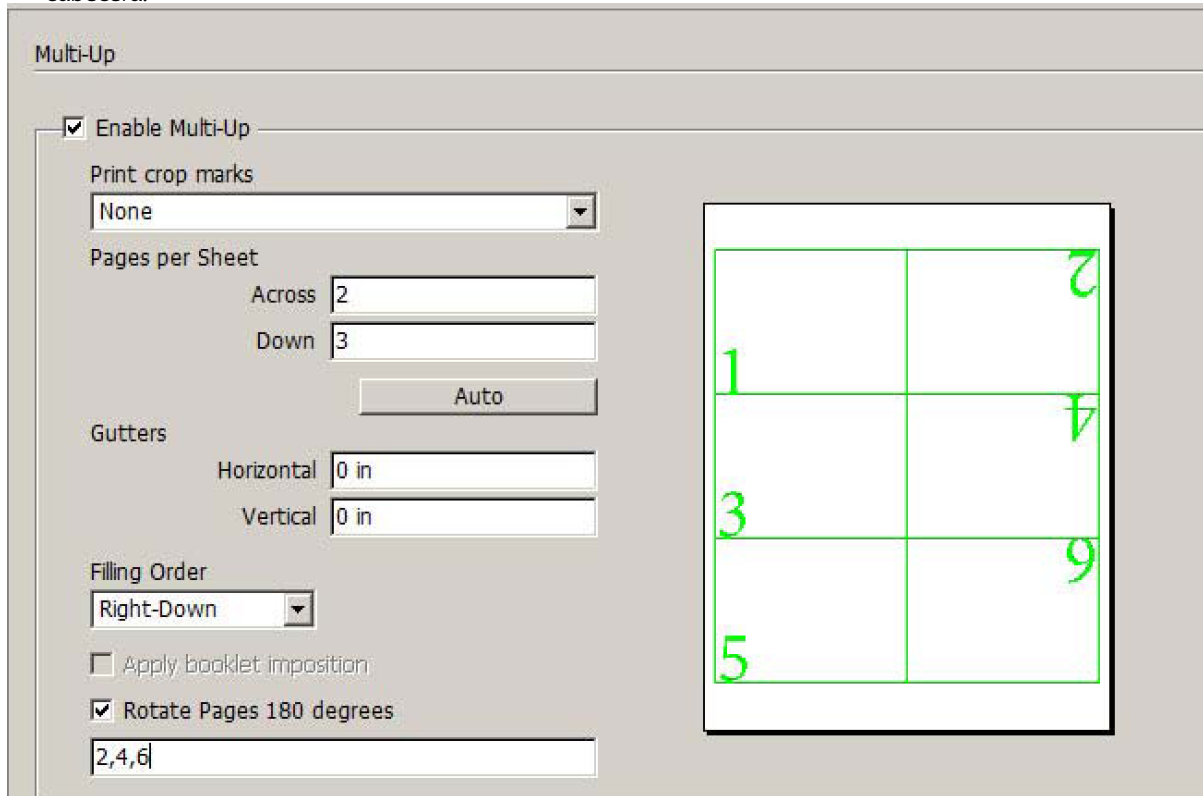 Multi-Up
Enable Multi-Up
Print crop marks
None
Pages per Sheet
Across 2
Down 3
Auto
Gutters
Horizontal 0 in
Vertical 0 in
Filling Order
Right-Down
Apply booklet imposition
Rotate Pages 180 degrees
2,4,6
2
1
4
3
6
5